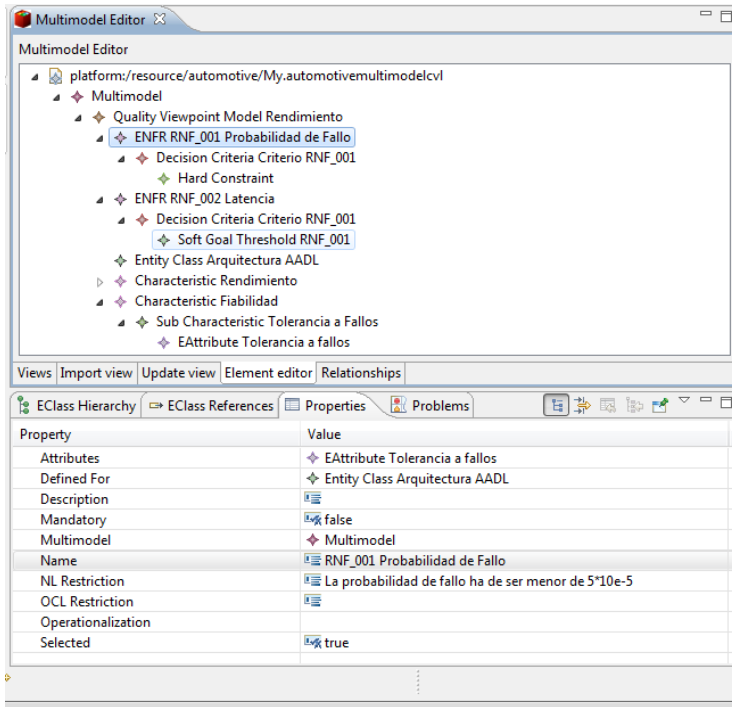 Multimodel Editor
Multimodel Editor
platform:/resource/automotive/My.automotivemultimodelcvl
Multimodel
Quality Viewpoint Model Rendimiento
ENFR RNF_001 Probabilidad de Fallo
Decision Criteria Criterio RNF_001
Hard Constraint
ENFR RNF_002 Latencia
Decision Criteria Criterio RNF_001
Soft Goal Threshold RNF_001
Entity Class Arquitectura AADL
Characteristic Rendimiento
Characteristic Fiabilidad
Sub Characteristic Tolerancia a Fallos
EAttribute Tolerancia a fallos
Views Import view Update view Element editor Relationships
EClass Hierarchy EClass References Properties Problems
Property Value
Attributes EAttribute Tolerancia a fallos
Defined For Entity Class Arquitectura AADL
Description
Mandatory false
Multimodel Multimodel
Name RNF_001 Probabilidad de Fallo
NL Restriction La probabilidad de fallo ha de ser menor de 5*10e-5
OCL Restriction
Operationalization
Selected true